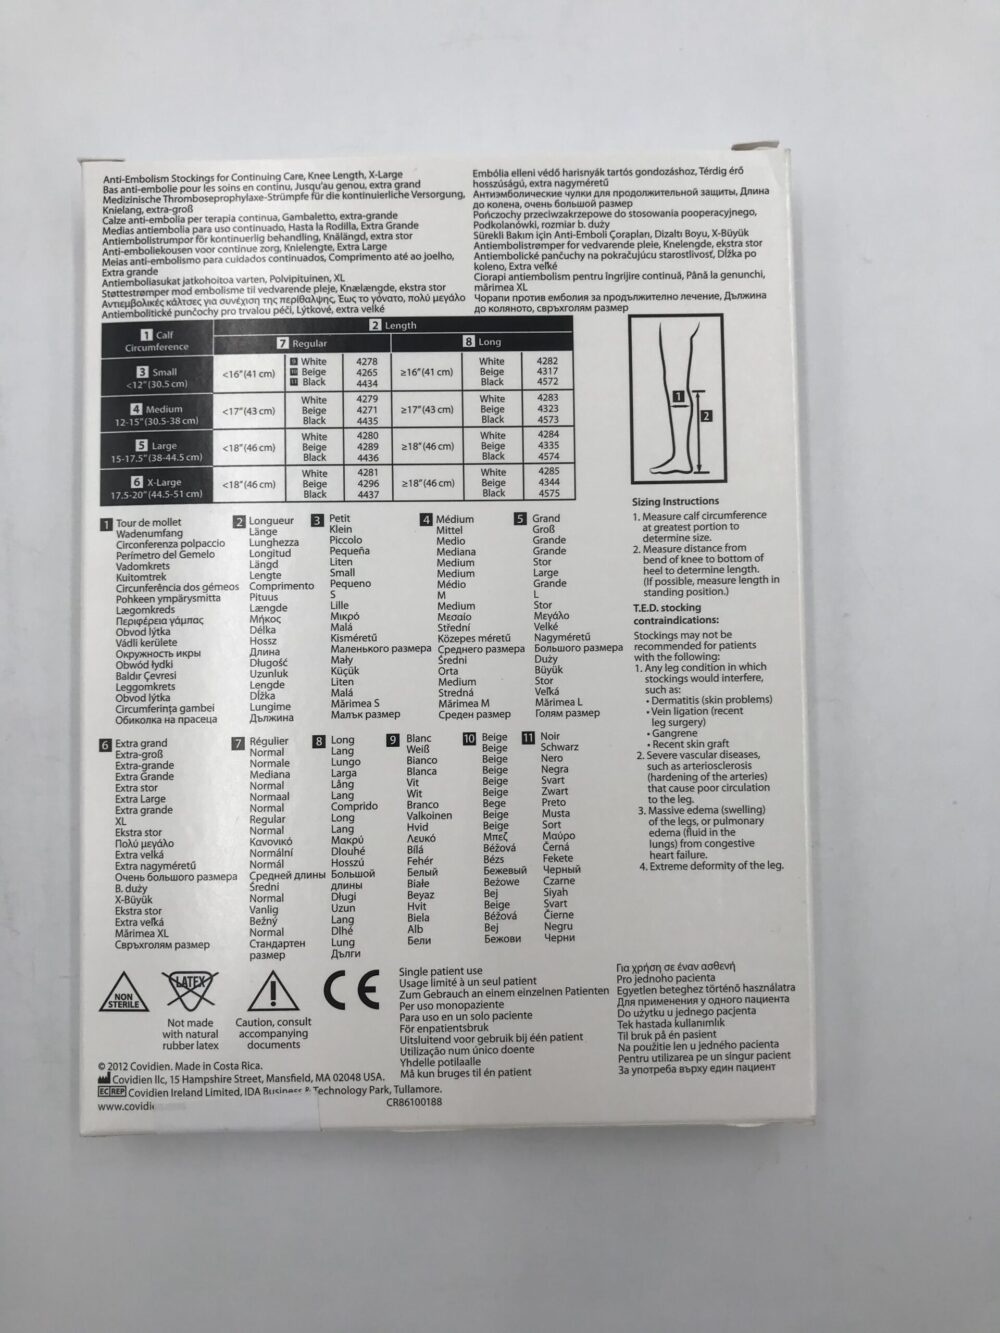 Anti-Embolism Stockings for Continuing Care, Knee Length, X-Large
Bas anti-embolie pour les soins en continu, Jusqu'au genou, extra grand
Medizinische Thromboseprophylaxe-Strümpfe für die kontinuierliche Versorgung,
Knielang, extra-groß
Calze anti-embolia per terapia continua, Gambaletto, extra-grande
Medias antiembolia para uso continuado, Hasta la Rodilla, Extra Grande
Antiembolistrumpor för kontinuerlig behandling, Knälängd, extra stor
Anti-emboliekousen voor continue zorg, Knielengte, Extra Large
Meias anti-embolismo para cuidados continuados, Comprimento até ao joelho,
Extra grande
Antiemboliasukat jatkohoitoa varten, Polvipituinen, XL
Støttestrømper mod embolisme til vedvarende pleje, Knælængde, ekstra stor
Αντιεμβολικές κάλτσες για συνέχιση της περίθαλψης, Έως το γόνατο, πολύ μεγάλο
Antiembolitické punčochy pro trvalou péči, Lýtkové, extra velké
Embólia elleni védő harisnyák tartós gondozáshoz, Térdig érő
hosszúságú, extra nagyméretű
Антиэмболические чулки для продолжительной защиты, Длина
до колена, очень большой размер
Pończochy przeciwzakrzepowe do stosowania pooperacyjnego,
Podkolanówki, rozmiar b. duży
Sürekli Bakım için Anti-Emboli Çorapları, Dizaltı Boyu, X-Büyük
Antiembolistrømper for vedvarende pleie, Knelengde, ekstra stor
Antiembolické pančuchy na pokračujúcu starostlivosť, Dĺžka po
koleno, Extra veľké
Ciorapi antiembolism pentru îngrijire continuă, Până la genunchi,
mărimea XL
Чорапи против емболия за продължително лечение, Дължина
до коляното, свръхголям размер
1 Calf
Circumference
2 Length
7 Regular
8 Long
3 Small
<12"(30.5 cm)
<16"(41 cm)
9 White 4278
10 Beige 4265
11 Black 4434
≥16"(41 cm)
White 4282
Beige 4317
Black 4572
4 Medium
12-15"(30.5-38 cm)
<17"(43 cm)
White 4279
Beige 4271
Black 4435
≥17"(43 cm)
White 4283
Beige 4323
Black 4573
5 Large
15-17.5"(38-44.5 cm)
<18"(46 cm)
White 4280
Beige 4289
Black 4436
≥18"(46 cm)
White 4284
Beige 4335
Black 4574
6 X-Large
17.5-20"(44.5-51 cm)
<18"(46 cm)
White 4281
Beige 4296
Black 4437
≥18"(46 cm)
White 4285
Beige 4344
Black 4575
1
2
Sizing Instructions
1. Measure calf circumference
at greatest portion to
determine size.
2. Measure distance from
bend of knee to bottom of
heel to determine length.
(If possible, measure length in
standing position.)
T.E.D. stocking
contraindications:
Stockings may not be
recommended for patients
with the following:
1. Any leg condition in which
stockings would interfere,
such as:
• Dermatitis (skin problems)
• Vein ligation (recent
leg surgery)
• Gangrene
• Recent skin graft
2. Severe vascular diseases,
such as arteriosclerosis
(hardening of the arteries)
that cause poor circulation
to the leg.
3. Massive edema (swelling)
of the legs, or pulmonary
edema (fluid in the
lungs) from congestive
heart failure.
4. Extreme deformity of the leg.
1 Tour de mollet
Wadenumfang
Circonferenza polpaccio
Perímetro del Gemelo
Vadomkrets
Kuitomtrek
Circunferência dos gémeos
Pohkeen ympärysmitta
Lægomkreds
Περιφέρεια γάμπας
Obvod lýtka
Vádli kerülete
Окружность икры
Obwód łydki
Baldır Çevresi
Leggomkrets
Obvod lýtka
Circumferința gambei
Обиколка на прасеца
2 Longueur
Länge
Lunghezza
Longitud
Längd
Lengte
Comprimento
Pituus
Længde
Μήκος
Délka
Hossz
Длина
Długość
Uzunluk
Lengde
Dĺžka
Lungime
Дължина
3 Petit
Klein
Piccolo
Pequeña
Liten
Small
Pequeno
S
Lille
Μικρό
Malá
Kisméretű
Маленького размера
Mały
Küçük
Liten
Malá
Mărimea S
Малък размер
4 Médium
Mittel
Medio
Mediana
Medium
Medium
Médio
M
Medium
Μεσαίο
Střední
Közepes méretű
Среднего размера
Średni
Orta
Medium
Stredná
Mărimea M
Среден размер
5 Grand
Groß
Grande
Grande
Stor
Large
Grande
L
Stor
Μεγάλο
Velké
Nagyméretű
Большого размера
Duży
Büyük
Stor
Veľká
Mărimea L
Голям размер
6 Extra grand
Extra-groß
Extra-grande
Extra Grande
Extra stor
Extra Large
Extra grande
XL
Ekstra stor
Πολύ μεγάλο
Extra velká
Extra nagyméretű
Очень большого размера
B. duży
X-Büyük
Ekstra stor
Extra veľká
Mărimea XL
Свръхголям размер
7 Régulier
Normal
Normale
Mediana
Normal
Normaal
Normal
Regular
Normal
Κανονικό
Normální
Normál
Средней длины
Średni
Normal
Vanlig
Bežný
Normal
Стандартен
размер
8 Long
Lang
Lungo
Larga
Lång
Lang
Comprido
Long
Lang
Μακρύ
Dlouhé
Hosszú
Большой
длины
Długi
Uzun
Lang
Dlhé
Lung
Дълги
9 Blanc
Weiß
Bianco
Blanca
Vit
Wit
Branco
Valkoinen
Hvid
Λευκό
Bílá
Fehér
Белый
Białe
Beyaz
Hvit
Biela
Alb
Бели
10 Beige
Beige
Beige
Beige
Beige
Beige
Bege
Beige
Beige
Μπεζ
Béžová
Bézs
Бежевый
Beżowe
Bej
Beige
Béžová
Bej
Бежови
11 Noir
Schwarz
Nero
Negra
Svart
Zwart
Preto
Musta
Sort
Μαύρο
Černá
Fekete
Черный
Czarne
Siyah
Svart
Čierne
Negru
Черни
NON
STERILE
LATEX
Not made
with natural
rubber latex
Caution, consult
accompanying
documents
CE
Single patient use
Usage limité à un seul patient
Zum Gebrauch an einem einzelnen Patienten
Per uso monopaziente
Para uso en un solo paciente
För enpatientsbruk
Uitsluitend voor gebruik bij één patient
Utilização num único doente
Yhdelle potilaalle
Må kun bruges til én patient
Για χρήση σε έναν ασθενή
Pro jednoho pacienta
Egyetlen beteghez történő használatra
Для применения у одного пациента
Do użytku u jednego pacjenta
Tek hastada kullanımlık
Til bruk på én pasient
Na použitie len u jedného pacienta
Pentru utilizarea pe un singur pacient
За употреба върху един пациент
© 2012 Covidien. Made in Costa Rica.
Covidien llc, 15 Hampshire Street, Mansfield, MA 02048 USA.
EC REP Covidien Ireland Limited, IDA Business & Technology Park, Tullamore.
www.covidi
CR86100188